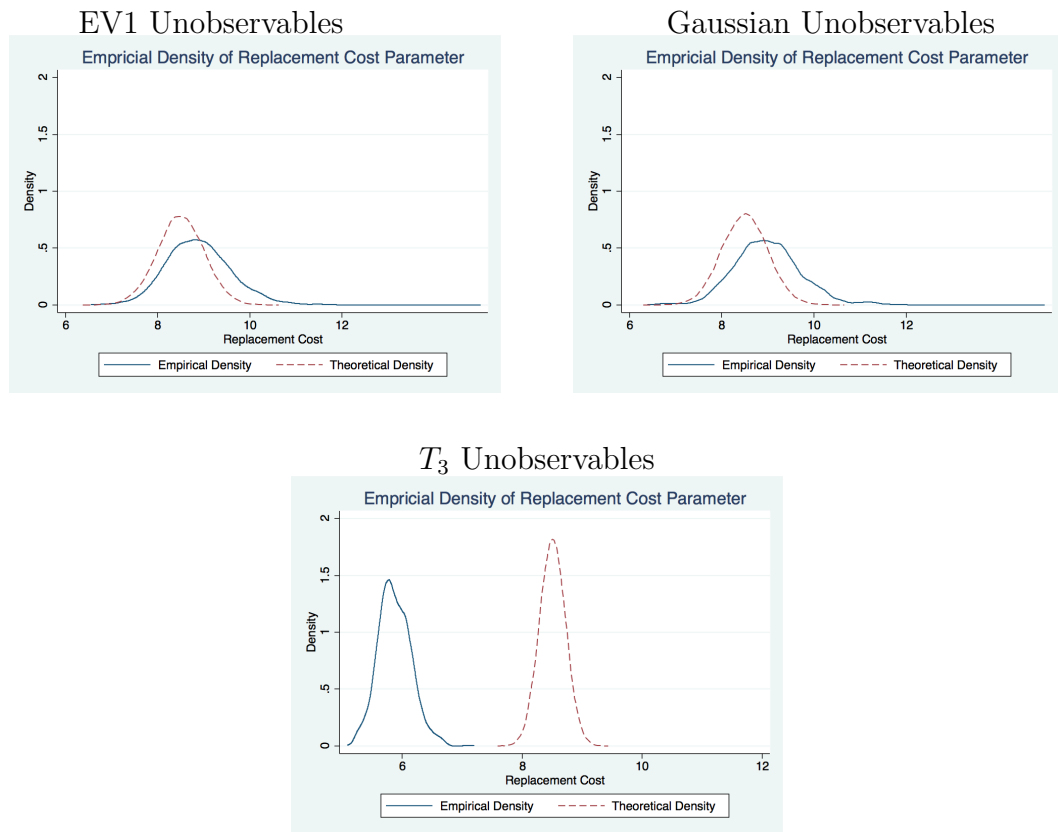 EV1 Unobservables
Empricial Density of Replacement Cost Parameter
2
1.5
1
.5
0
Density
6 8 10 12
Replacement Cost
Empirical Density Theoretical Density
Gaussian Unobservables
Empricial Density of Replacement Cost Parameter
2
1.5
1
.5
0
Density
6 8 10 12
Replacement Cost
Empirical Density Theoretical Density
T₃ Unobservables
Empricial Density of Replacement Cost Parameter
2
1.5
1
.5
0
Density
6 8 10 12
Replacement Cost
Empirical Density Theoretical Density